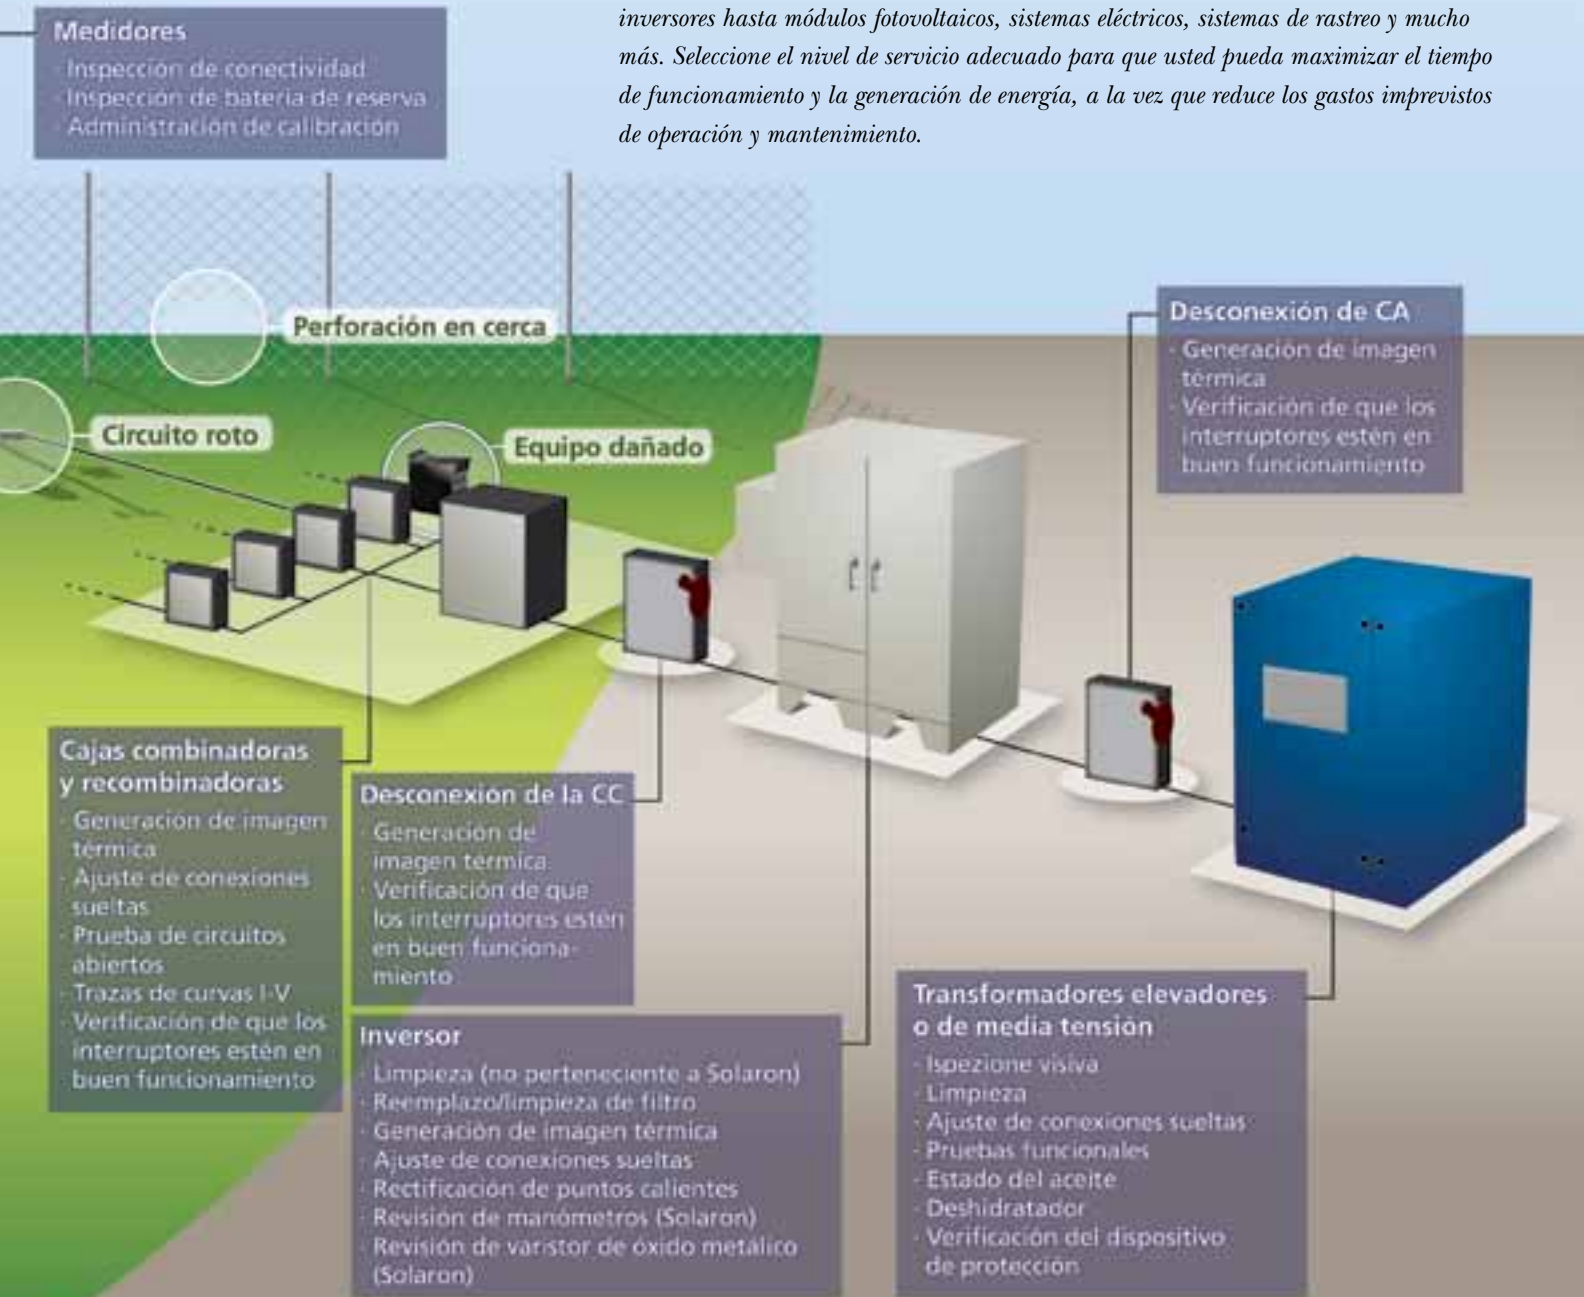 inversores hasta módulos fotovoltaicos, sistemas eléctricos, sistemas de rastreo y mucho
más. Seleccione el nivel de servicio adecuado para que usted pueda maximizar el tiempo
de funcionamiento y la generación de energía, a la vez que reduce los gastos imprevistos
de operación y mantenimiento.
Medidores
· Inspección de conectividad
· Inspección de batería de reserva
· Administración de calibración
Perforación en cerca
Circuito roto
Equipo dañado
Desconexión de CA
· Generación de imagen
térmica
· Verificación de que los
interruptores estén en
buen funcionamiento
Cajas combinadoras
y recombinadoras
· Generación de imagen
térmica
· Ajuste de conexiones
sueltas
· Prueba de circuitos
abiertos
· Trazas de curvas I-V
· Verificación de que los
interruptores estén en
buen funcionamiento
Desconexión de la CC
· Generación de
imagen térmica
· Verificación de que
los interruptores estén
en buen funciona-
miento
Inversor
· Limpieza (no perteneciente a Solaron)
· Reemplazo/limpieza de filtro
· Generación de imagen térmica
· Ajuste de conexiones sueltas
· Rectificación de puntos calientes
· Revisión de manómetros (Solaron)
· Revisión de varistor de óxido metálico
(Solaron)
Transformadores elevadores
o de media tensión
· Ispezione visiva
· Limpieza
· Ajuste de conexiones sueltas
· Pruebas funcionales
· Estado del aceite
· Deshidratador
· Verificación del dispositivo
de protección